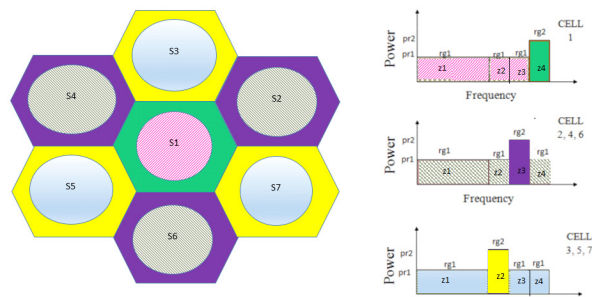 S3
S4
S2
S1
S5
S7
S6
Power
pr2
pr1
rg1
rg1
rg1
rg2
z1
z2
z3
z4
Frequency
CELL
1
Power
pr2
pr1
rg1
rg1
rg2
rg1
z1
z2
z3
z4
Frequency
CELL
2, 4, 6
Power
pr2
pr1
rg1
rg2
rg1
rg1
z1
z2
z3
z4
CELL
3, 5, 7